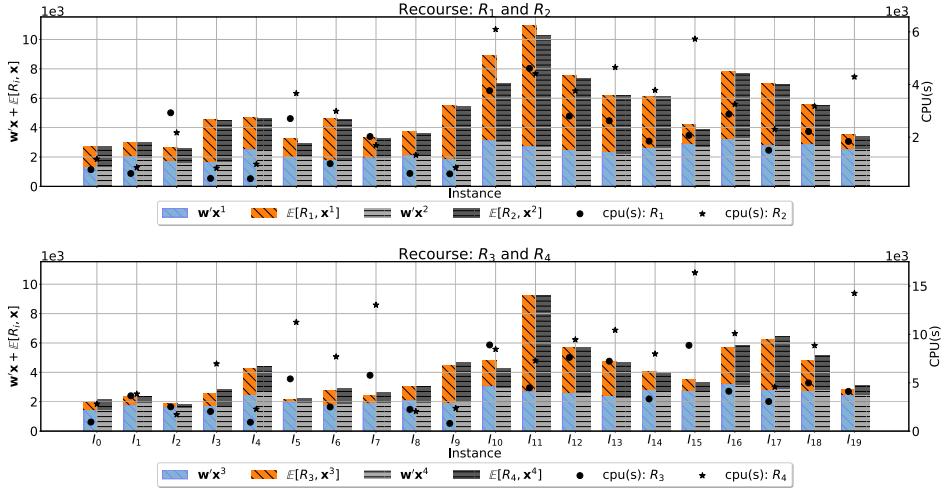 1e3
Recourse: R₁ and R₂
1e3
10
8
6
4
2
0
w′x + 𝔼[Rᵢ, x]
6
4
2
CPU(s)
Instance
w′x¹
𝔼[R₁, x¹]
w′x²
𝔼[R₂, x²]
cpu(s): R₁
cpu(s): R₂
1e3
Recourse: R₃ and R₄
1e3
10
8
6
4
2
0
w′x + 𝔼[Rᵢ, x]
15
10
5
0
CPU(s)
I₀ I₁ I₂ I₃ I₄ I₅ I₆ I₇ I₈ I₉ I₁₀ I₁₁ I₁₂ I₁₃ I₁₄ I₁₅ I₁₆ I₁₇ I₁₈ I₁₉
Instance
w′x³
𝔼[R₃, x³]
w′x⁴
𝔼[R₄, x⁴]
cpu(s): R₃
cpu(s): R₄